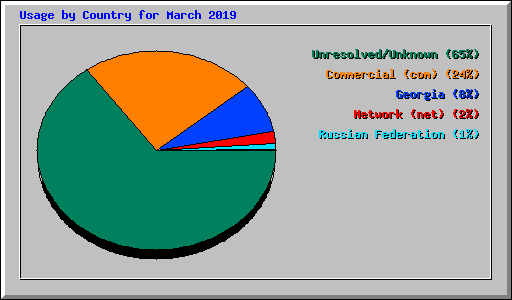 Usage by Country for March 2019
Unresolved/Unknown (65%)
Commercial (com) (24%)
Georgia (8%)
Network (net) (2%)
Russian Federation (1%)